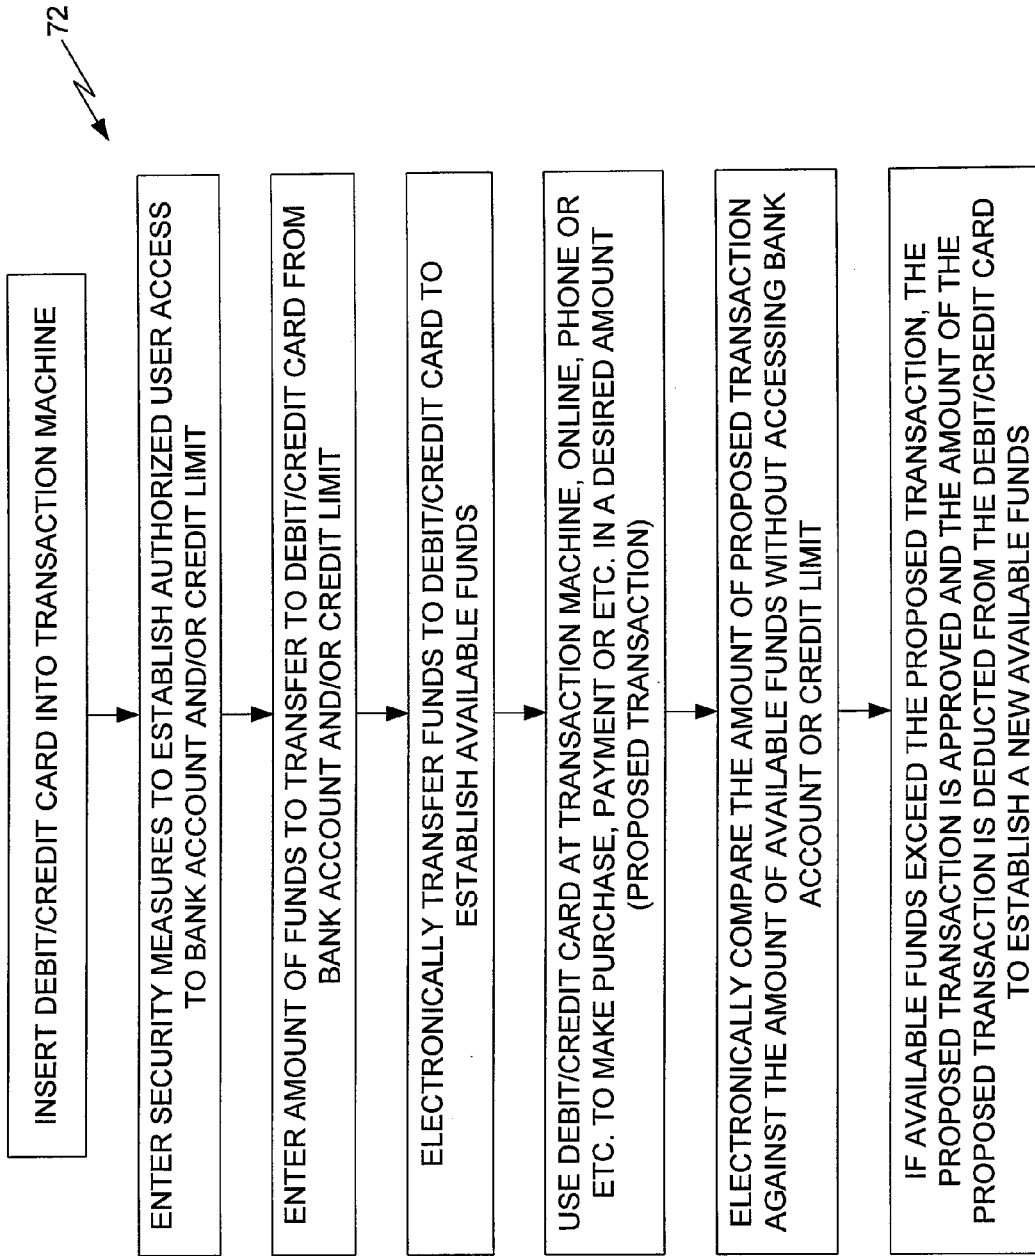 72
INSERT DEBIT/CREDIT CARD INTO TRANSACTION MACHINE
ENTER SECURITY MEASURES TO ESTABLISH AUTHORIZED USER ACCESS
TO BANK ACCOUNT AND/OR CREDIT LIMIT
ENTER AMOUNT OF FUNDS TO TRANSFER TO DEBIT/CREDIT CARD FROM
BANK ACCOUNT AND/OR CREDIT LIMIT
ELECTRONICALLY TRANSFER FUNDS TO DEBIT/CREDIT CARD TO
ESTABLISH AVAILABLE FUNDS
USE DEBIT/CREDIT CARD AT TRANSACTION MACHINE, ONLINE, PHONE OR
ETC. TO MAKE PURCHASE, PAYMENT OR ETC. IN A DESIRED AMOUNT
(PROPOSED TRANSACTION)
ELECTRONICALLY COMPARE THE AMOUNT OF PROPOSED TRANSACTION
AGAINST THE AMOUNT OF AVAILABLE FUNDS WITHOUT ACCESSING BANK
ACCOUNT OR CREDIT LIMIT
IF AVAILABLE FUNDS EXCEED THE PROPOSED TRANSACTION, THE
PROPOSED TRANSACTION IS APPROVED AND THE AMOUNT OF THE
PROPOSED TRANSACTION IS DEDUCTED FROM THE DEBIT/CREDIT CARD
TO ESTABLISH A NEW AVAILABLE FUNDS